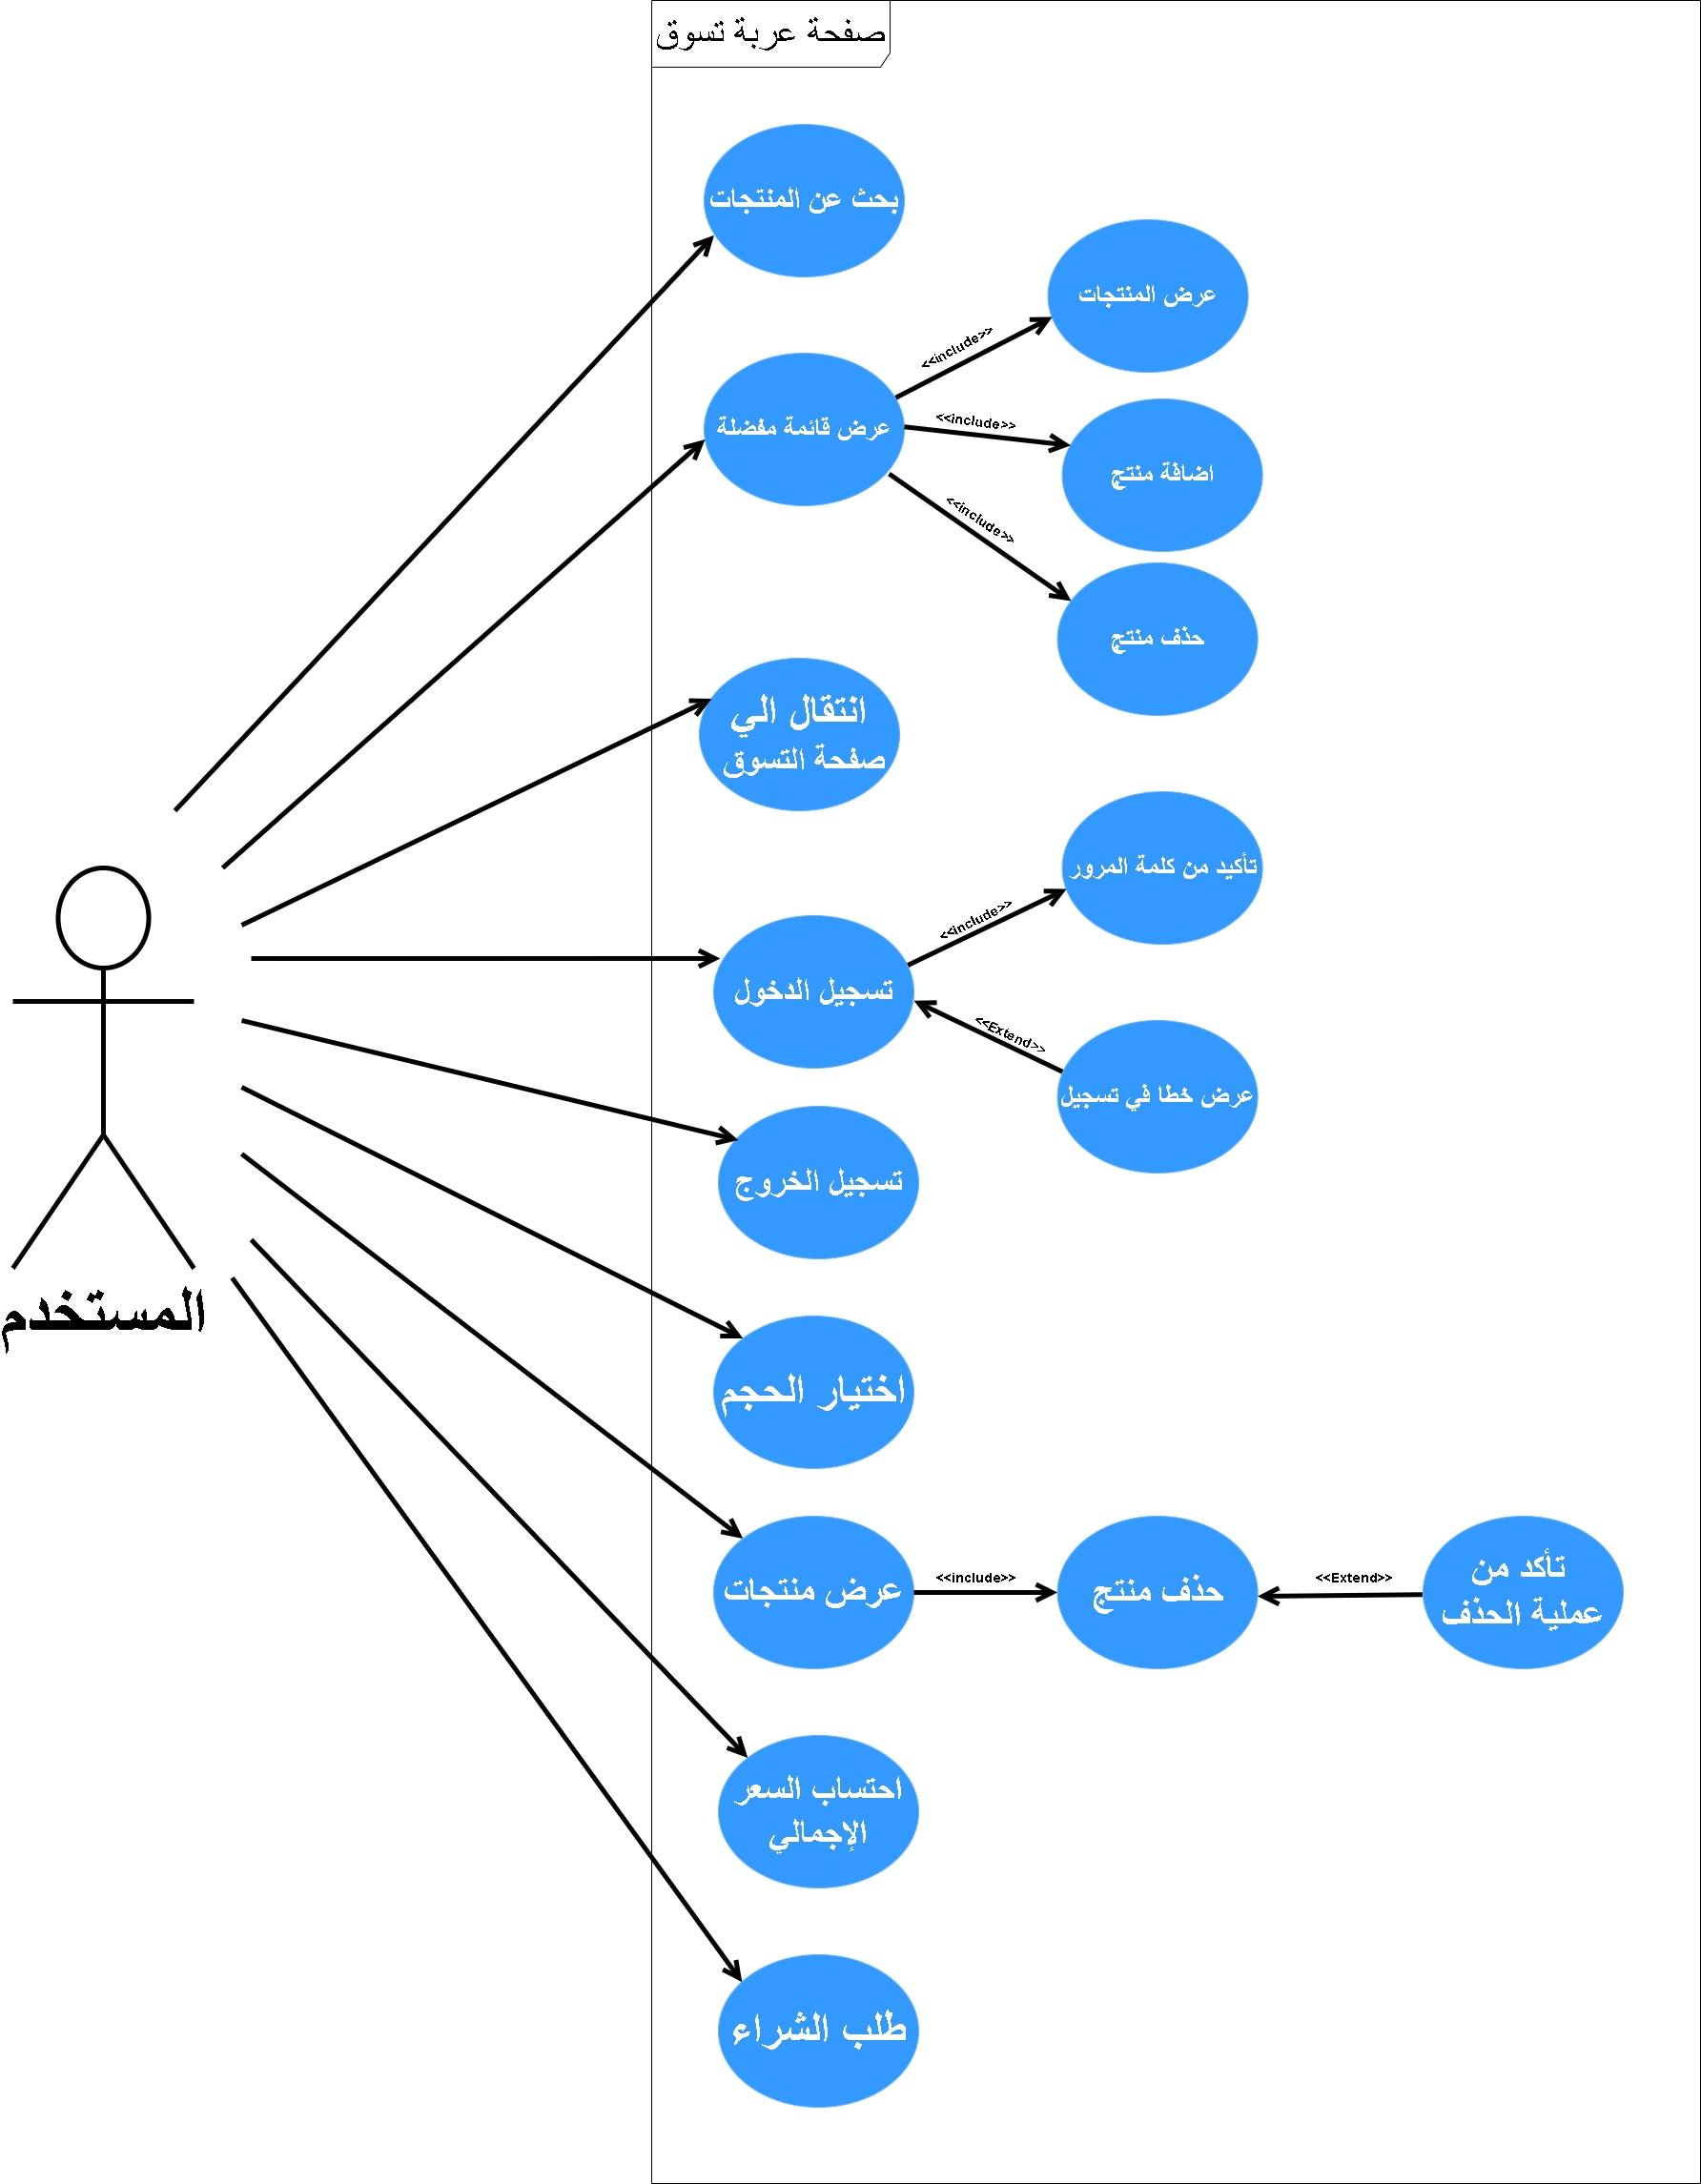 صفحة عربة تسوق
بحث عن المنتجات
عرض المنتجات
<<include>>
عرض قائمة مفضلة
<<include>>
اضافة منتج
<<include>>
حذف منتج
انتقال الي
صفحة التسوق
تأكيد من كلمة المرور
<<include>>
تسجيل الدخول
<<Extend>>
عرض خطا في تسجيل
تسجيل الخروج
المستخدم
اختيار الحجم
عرض منتجات
<<include>>
حذف منتج
<<Extend>>
تأكد من
عملية الحذف
احتساب السعر
الإجمالي
طلب الشراء